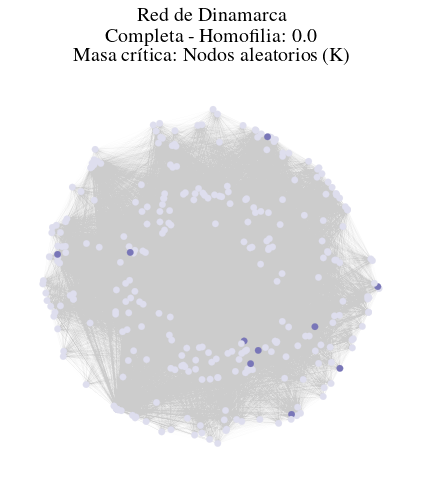 Red de Dinamarca
Completa - Homofilia: 0.0
Masa crítica: Nodos aleatorios (K)